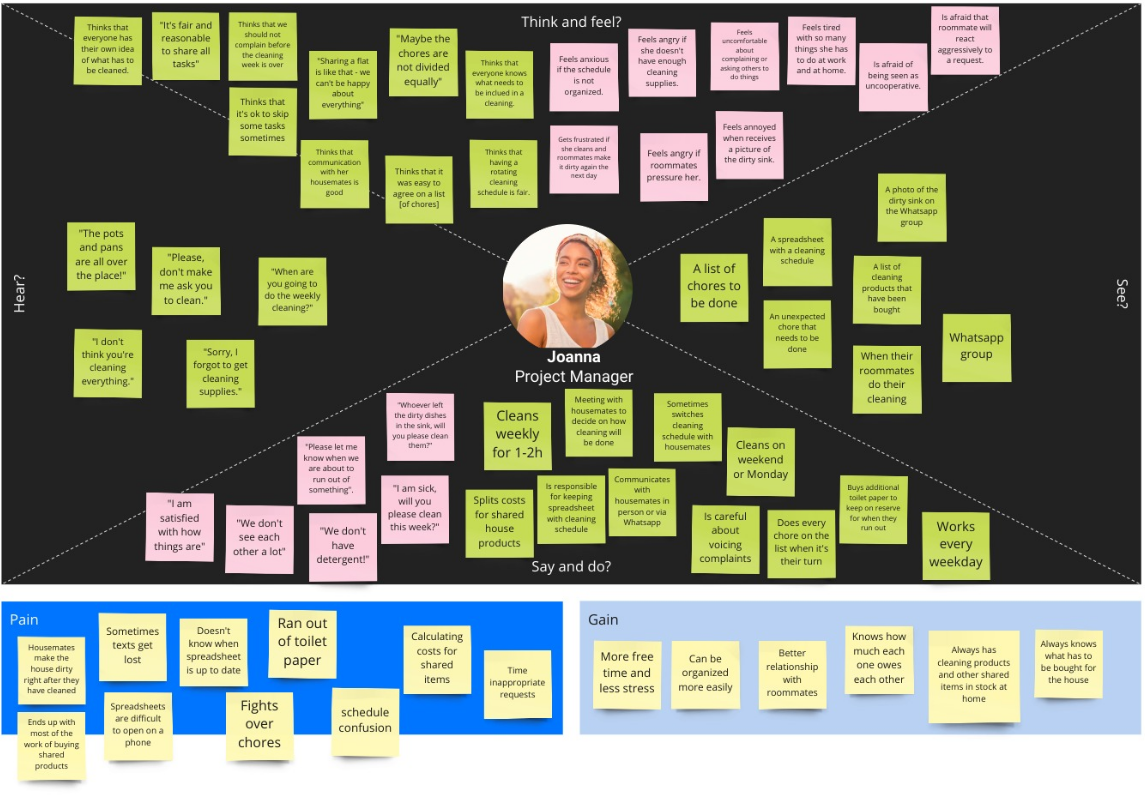 Think and feel?
Thinks that
everyone has
their own idea
of what has to
be cleaned.
"It's fair and
reasonable
to share all
tasks"
Thinks that we
should not
complain before
the cleaning
week is over
"Sharing a flat
is like that - we
can't be happy
about
everything"
"Maybe the
chores are
not divided
equally"
Thinks that
everyone knows
what needs to
be inclued in a
cleaning.
Feels anxious
if the schedule
is not
organized.
Feels angry if
she doesn't
have enough
cleaning
supplies.
Feels
uncomfortable
about
complaining or
asking others to
do things
Feels tired
with so many
things she has
to do at work
and at home.
Is afraid of
being seen as
uncooperative.
Is afraid that
roommate will
react
aggressively to
a request.
Thinks that
it's ok to skip
some tasks
sometimes
Thinks that
communication
with her
housemates is
good
Thinks that it
was easy to
agree on a list
[of chores]
Thinks that
having a
rotating
cleaning
schedule is fair.
Gets frustrated if
she cleans and
roommates make
it dirty again the
next day
Feels angry if
roommates
pressure her.
Feels annoyed
when receives
a picture of
the dirty sink.
Hear?
"The pots
and pans
are all over
the place!"
"Please,
don't make
me ask you
to clean."
"When are
you going to
do the weekly
cleaning?"
"I don't
think you're
cleaning
everything."
"Sorry, I
forgot to get
cleaning
supplies."
Joanna
Project Manager
See?
A photo of the
dirty sink on
the Whatsapp
group
A spreadsheet
with a cleaning
schedule
A list of
chores to
be done
A list of
cleaning
products that
have been
bought
An unexpected
chore that
needs to be
done
Whatsapp
group
When their
roommates
do their
cleaning
"Whoever left
the dirty dishes
in the sink, will
you please clean
them?"
"Please let me
know when we
are about to
run out of
something".
"I am sick,
will you
please clean
this week?"
"I am
satisfied
with how
things are"
"We don't
see each
other a lot"
"We don't
have
detergent!"
Cleans
weekly
for 1-2h
Meeting with
housemates to
decide on how
cleaning will
be done
Sometimes
switches
cleaning
schedule with
housemates
Cleans on
weekend
or Monday
Splits costs
for shared
house
products
Is responsible
for keeping
spreadsheet
with cleaning
schedule
Communicates
with
housemates in
person or via
Whatsapp
Is careful
about
voicing
complaints
Does every
chore on the
list when it's
their turn
Buys additional
toilet paper to
keep on reserve
for when they
run out
Works
every
weekday
Say and do?
Pain
Housemates
make the
house dirty
right after they
have cleaned
Sometimes
texts get
lost
Doesn't
know when
spreadsheet
is up to date
Ran out
of toilet
paper
Calculating
costs for
shared
items
Time
inappropriate
requests
Ends up with
most of the
work of buying
shared
products
Spreadsheets
are difficult
to open on a
phone
Fights
over
chores
schedule
confusion
Gain
More free
time and
less stress
Can be
organized
more easily
Better
relationship
with
roommates
Knows how
much each
one owes
each other
Always has
cleaning products
and other shared
items in stock at
home
Always knows
what has to
be bought for
the house